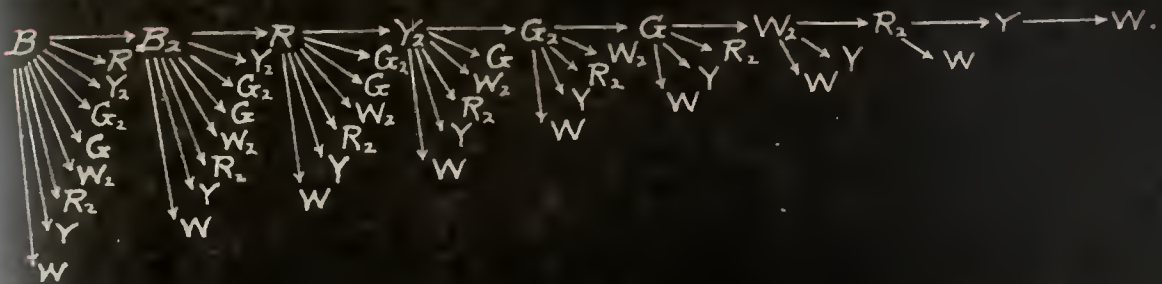 B → B₂ → R → Y₂ → G₂ → G → W₂ → R₂ → Y → W.
R Y₂ G₂ G W₂ R₂ Y W
Y₂ G₂ G W₂ R₂ Y W
G₂ G W₂ R₂ Y W
G W₂ R₂ Y W
W₂ R₂ Y W
R₂ Y W
Y W
W